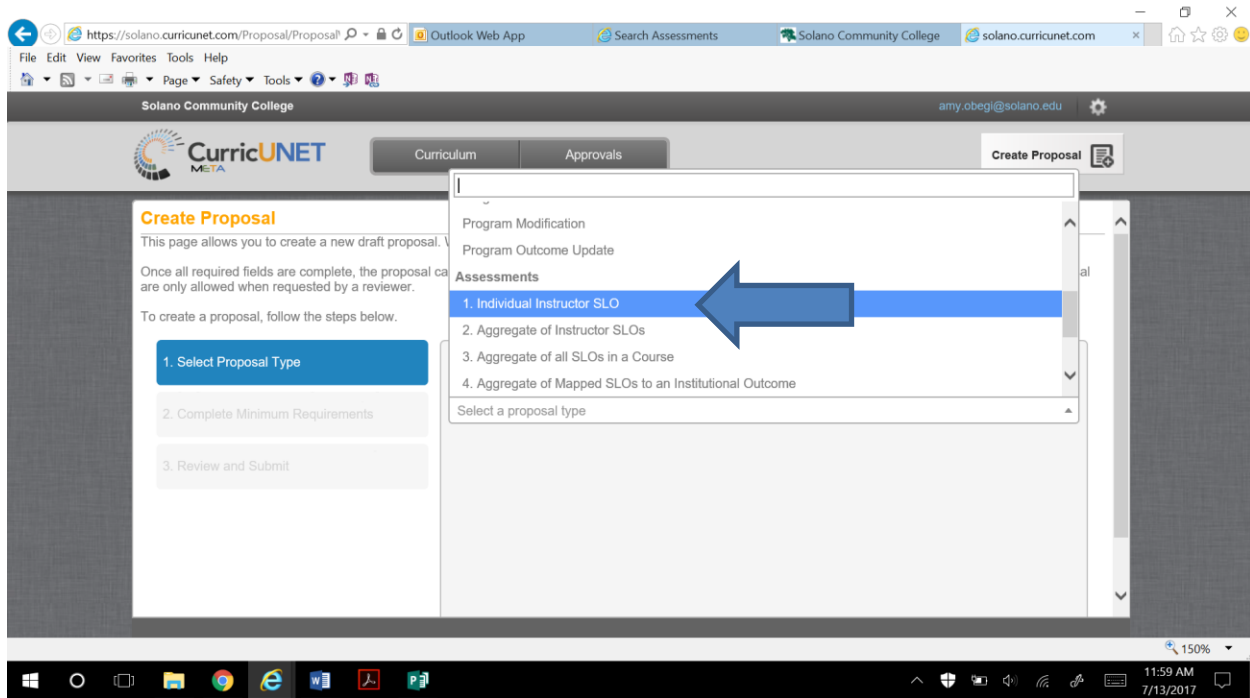 https://solano.curricunet.com/Proposal/Proposal
Outlook Web App
Search Assessments
Solano Community College
solano.curricunet.com
File Edit View Favorites Tools Help
Page Safety Tools
Solano Community College
amy.obegi@solano.edu
CurricUNET
META
Curriculum
Approvals
Create Proposal
Create Proposal
This page allows you to create a new draft proposal.
Once all required fields are complete, the proposal ca
al
are only allowed when requested by a reviewer.
To create a proposal, follow the steps below.
1. Select Proposal Type
2. Complete Minimum Requirements
3. Review and Submit
Program Modification
Program Outcome Update
Assessments
1. Individual Instructor SLO
2. Aggregate of Instructor SLOs
3. Aggregate of all SLOs in a Course
4. Aggregate of Mapped SLOs to an Institutional Outcome
Select a proposal type
150%
11:59 AM
7/13/2017